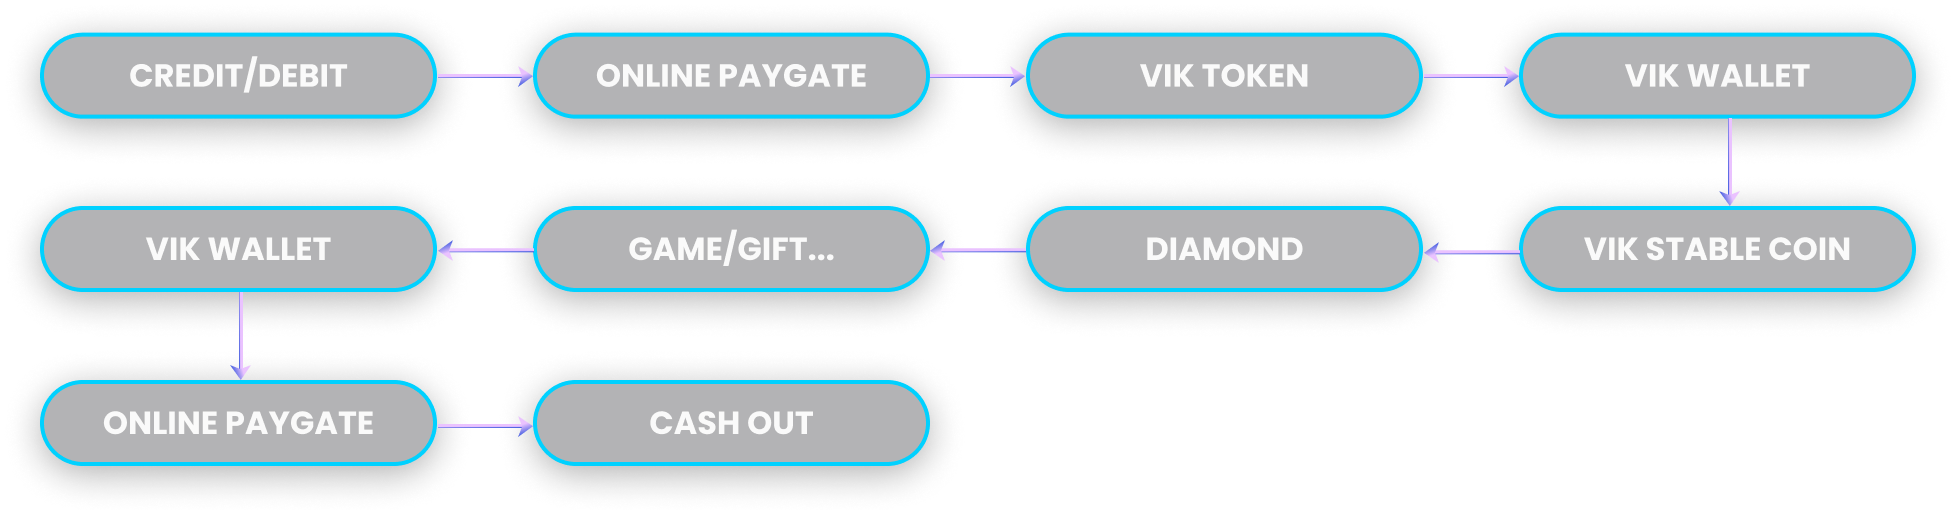 CREDIT/DEBIT
ONLINE PAYGATE
VIK TOKEN
VIK WALLET
VIK STABLE COIN
DIAMOND
GAME/GIFT...
VIK WALLET
ONLINE PAYGATE
CASH OUT